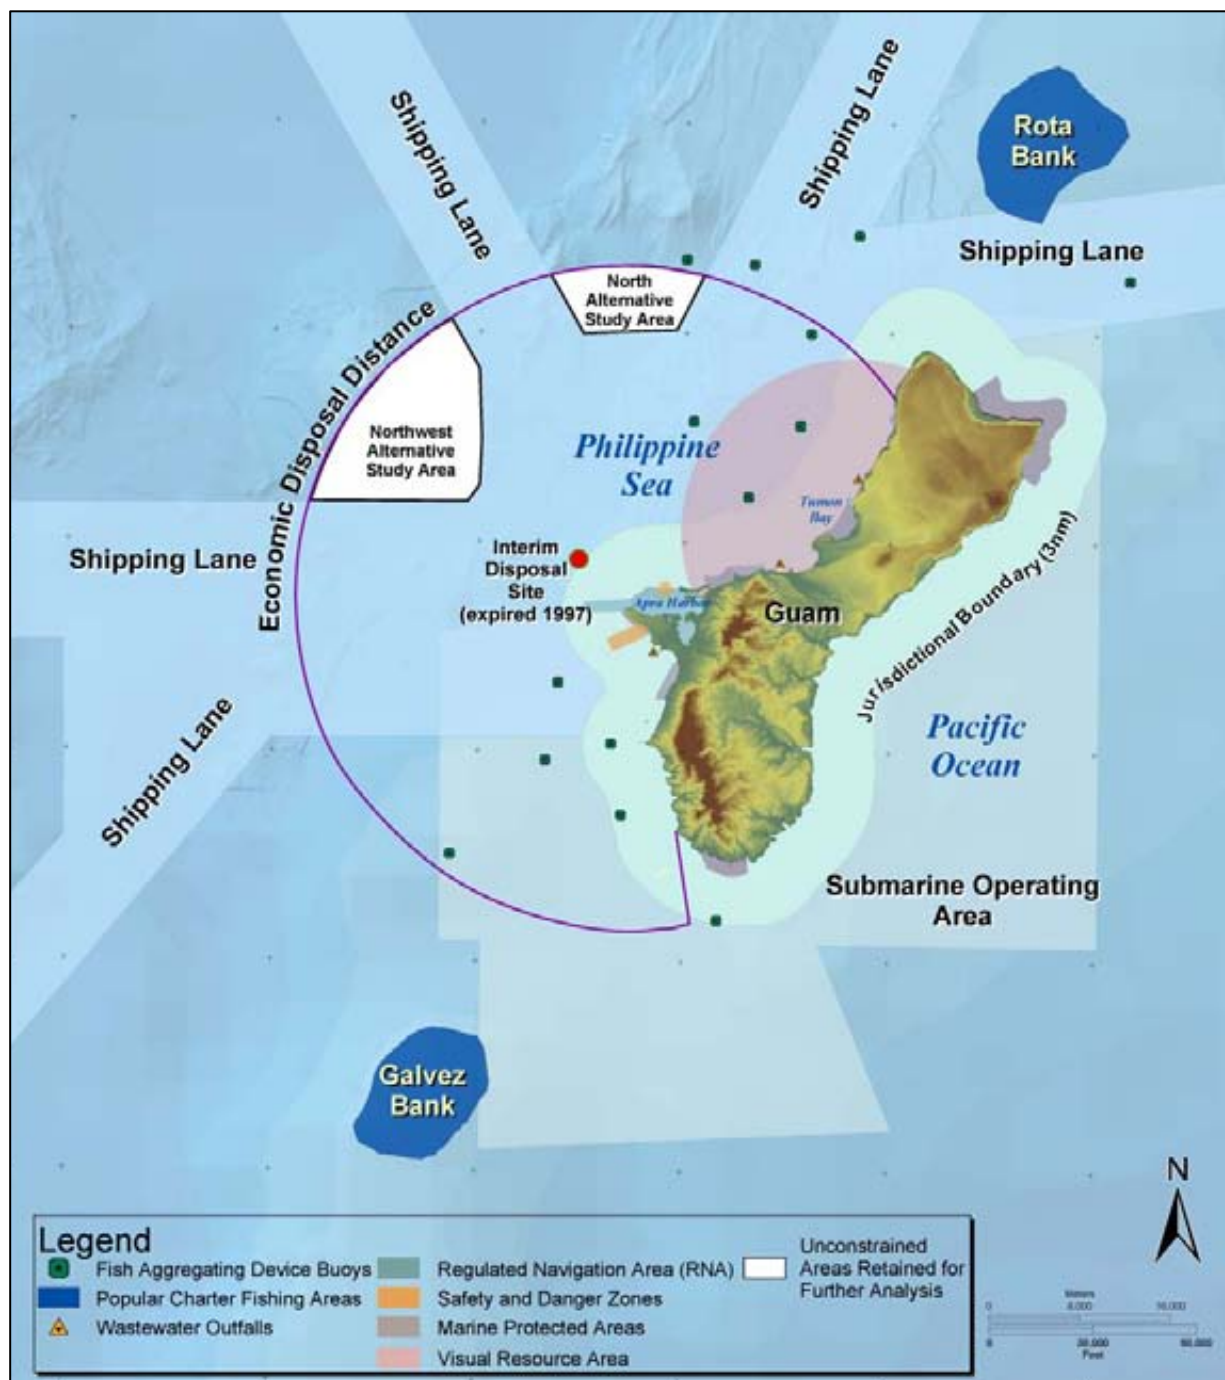 Shipping Lane
Shipping Lane
Rota
Bank
Shipping Lane
North
Alternative
Study Area
Economic Disposal Distance
Northwest
Alternative
Study Area
Philippine
Sea
Tumon
Bay
Shipping Lane
Interim
Disposal
Site
(expired 1997)
Apra Harbor
Guam
Jurisdictional Boundary (3nm)
Shipping Lane
Pacific
Ocean
Submarine Operating
Area
Galvez
Bank
N
Legend
Fish Aggregating Device Buoys
Popular Charter Fishing Areas
Wastewater Outfalls
Regulated Navigation Area (RNA)
Safety and Danger Zones
Marine Protected Areas
Visual Resource Area
Unconstrained
Areas Retained for
Further Analysis
Meters
0
0
Feet